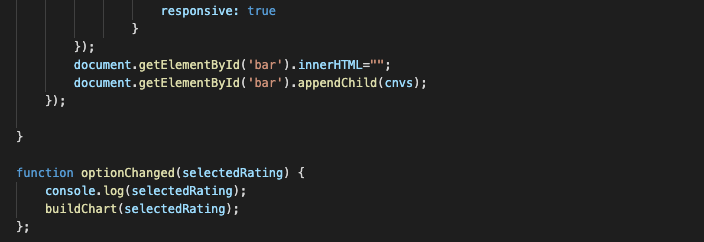 responsive: true
}
});
document.getElementById('bar').innerHTML="";
document.getElementById('bar').appendChild(cnvs);
});
}
function optionChanged(selectedRating) {
console.log(selectedRating);
buildChart(selectedRating);
};